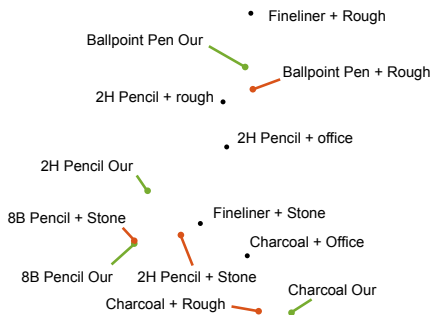 Fineliner + Rough
Ballpoint Pen Our
Ballpoint Pen + Rough
2H Pencil + rough
2H Pencil + office
2H Pencil Our
8B Pencil + Stone
Fineliner + Stone
Charcoal + Office
8B Pencil Our
2H Pencil + Stone
Charcoal Our
Charcoal + Rough